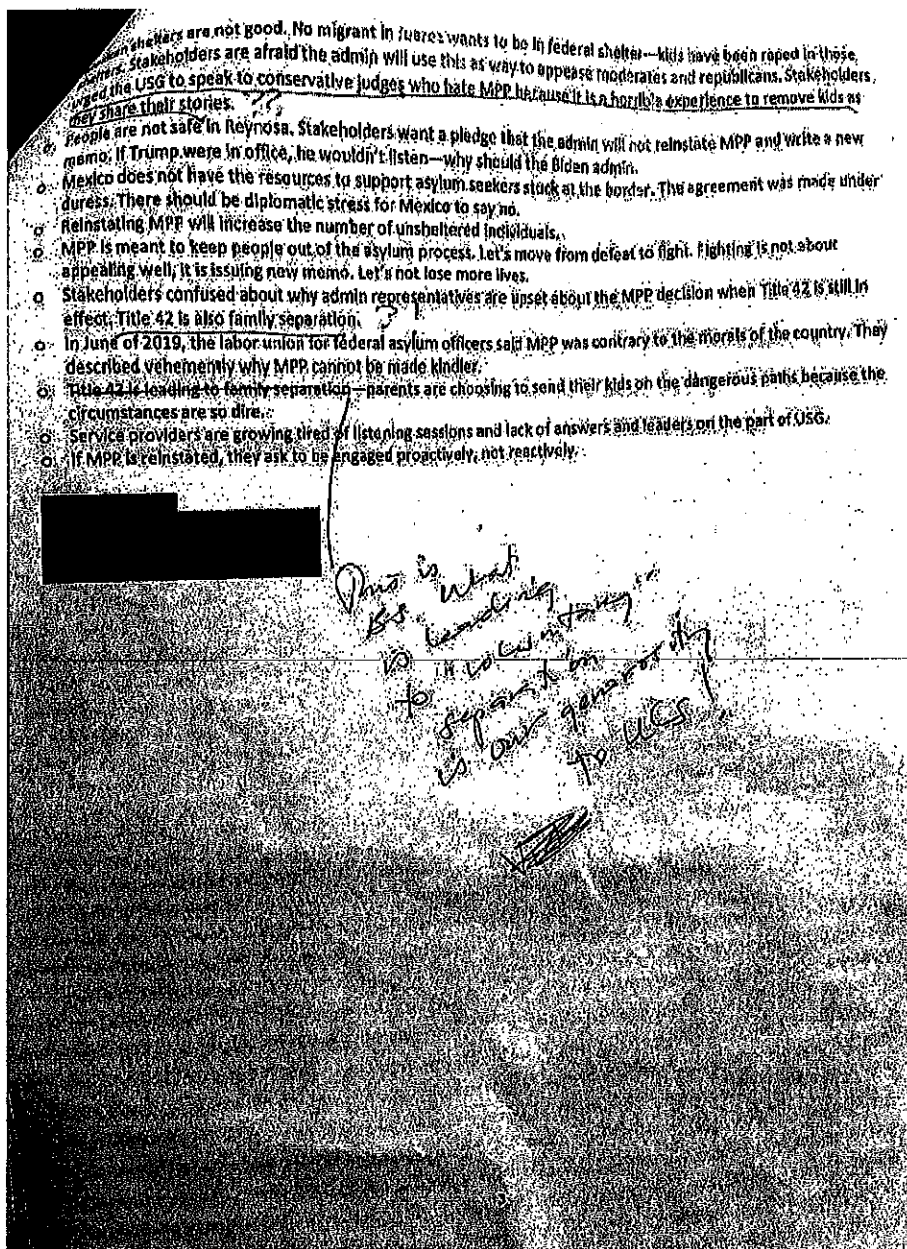 shelters are not good. No migrant in Juarez wants to be in federal shelter—kids have been raped in those
shelters. Stakeholders are afraid the admin will use this as way to appease moderates and republicans. Stakeholders
urged the USG to speak to conservative judges who hate MPP because it is a horrible experience to remove kids as
they share their stories. ???
o People are not safe in Reynosa. Stakeholders want a pledge that the admin will not reinstate MPP and write a new
memo. If Trump were in office, he wouldn't listen—why should the Biden admin.
o Mexico does not have the resources to support asylum seekers stuck at the border. The agreement was made under
duress. There should be diplomatic stress for Mexico to say no.
o Reinstating MPP will increase the number of unsheltered individuals.
o MPP is meant to keep people out of the asylum process. Let's move from defeat to fight. Fighting is not about
appealing well, it is issuing new memo. Let's not lose more lives.
o Stakeholders confused about why admin representatives are upset about the MPP decision when Title 42 is still in
effect. Title 42 is also family separation.
o In June of 2019, the labor union for federal asylum officers said MPP was contrary to the morals of the country. They
described vehemently why MPP cannot be made kindler.
o Title 42 is leading to family separation—parents are choosing to send their kids on the dangerous paths because the
circumstances are so dire.
o Service providers are growing tired of listening sessions and lack of answers and leaders on the part of USG.
o If MPP is reinstated, they ask to be engaged proactively, not reactively.
This is
BS. What
is leading
to "voluntary"
separation
is our generosity
to UCs!